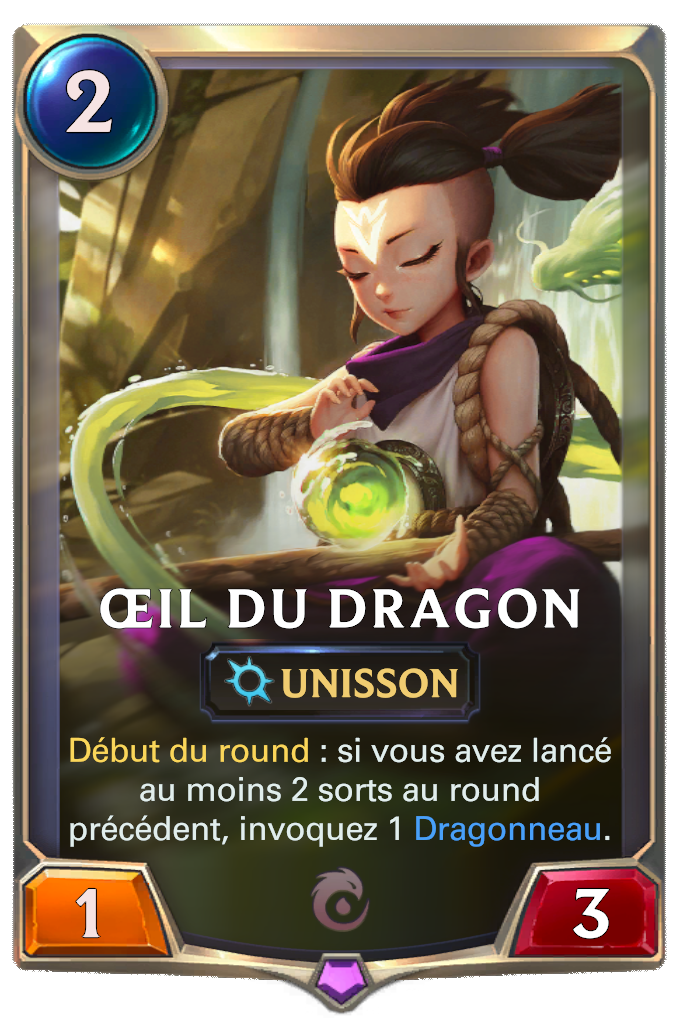 2
ŒIL DU DRAGON
UNISSON
Début du round : si vous avez lancé
au moins 2 sorts au round
précédent, invoquez 1 Dragonneau.
1
3